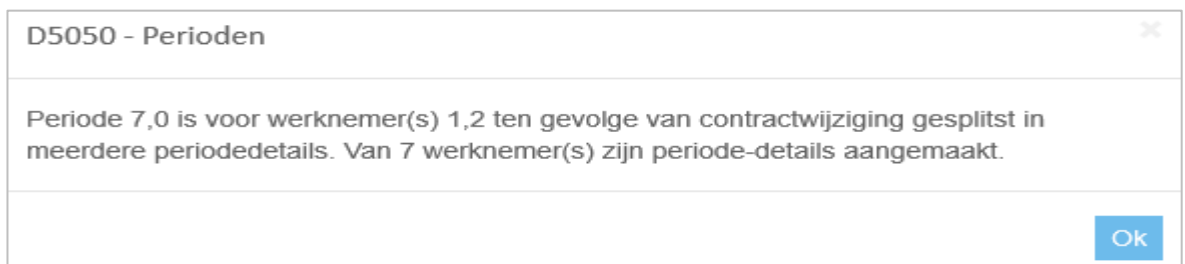 D5050 - Perioden
Periode 7,0 is voor werknemer(s) 1,2 ten gevolge van contractwijziging gesplitst in
meerdere periodedetails. Van 7 werknemer(s) zijn periode-details aangemaakt.
Ok